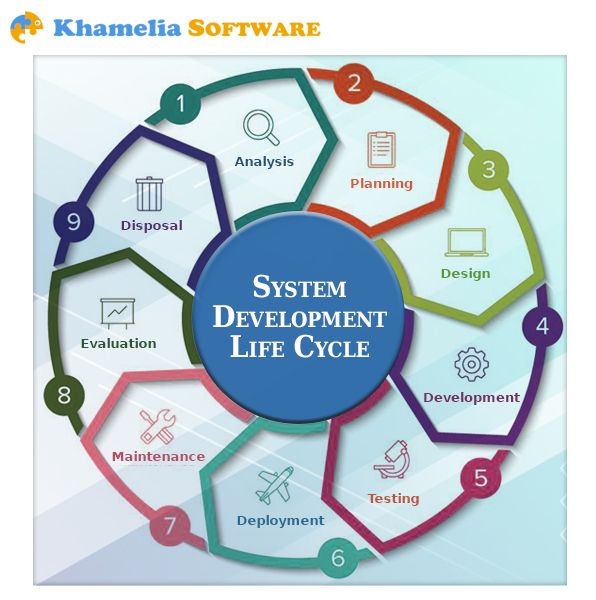 Khamelia SOFTWARE
SYSTEM
DEVELOPMENT
LIFE CYCLE
1
Analysis
2
Planning
3
Design
4
Development
5
Testing
6
Deployment
7
Maintenance
8
Evaluation
9
Disposal